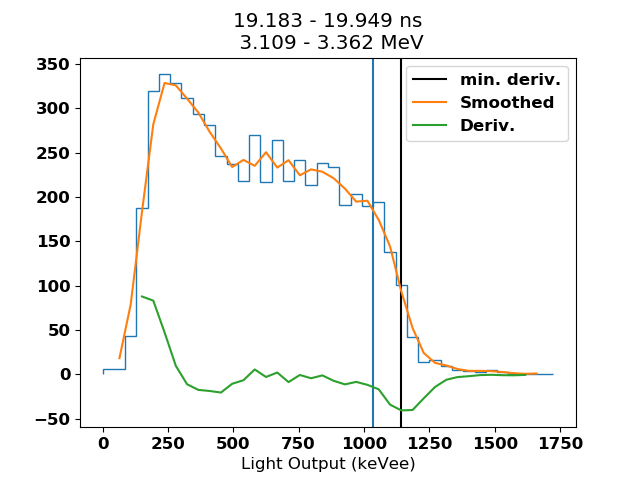 19.183 - 19.949 ns
3.109 - 3.362 MeV
350
300
250
200
150
100
50
0
−50
min. deriv.
Smoothed
Deriv.
0 250 500 750 1000 1250 1500 1750
Light Output (keVee)